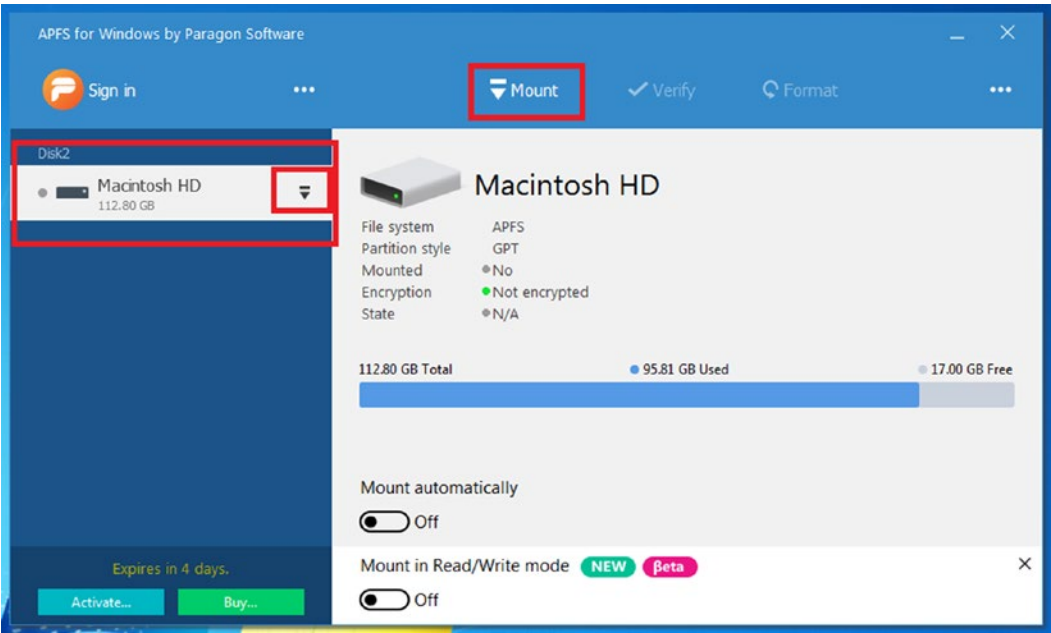 APFS for Windows by Paragon Software
Sign in ••• Mount Verify Format •••
Disk2
Macintosh HD
112.80 GB
Macintosh HD
File system APFS
Partition style GPT
Mounted No
Encryption Not encrypted
State N/A
112.80 GB Total 95.81 GB Used 17.00 GB Free
Mount automatically
Off
Expires in 4 days.
Activate... Buy...
Mount in Read/Write mode NEW βeta
Off